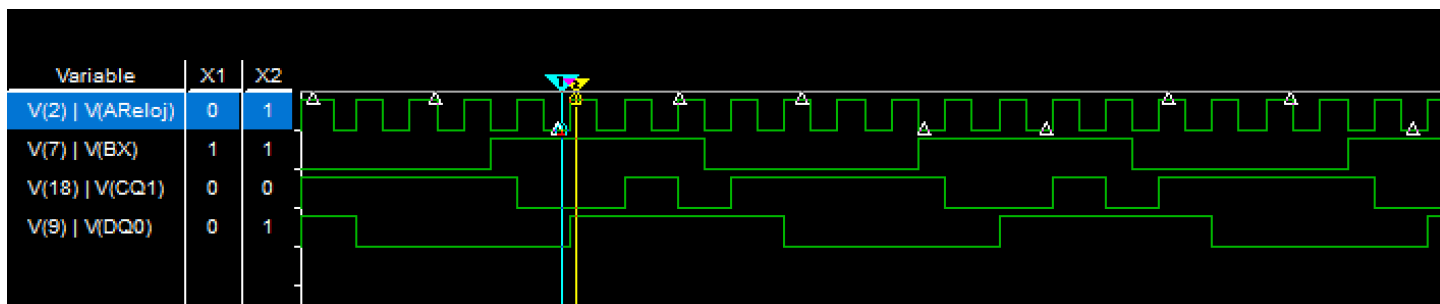 Variable X1 X2
V(2) | V(AReloj) 0 1
V(7) | V(BX) 1 1
V(18) | V(CQ1) 0 0
V(9) | V(DQ0) 0 1